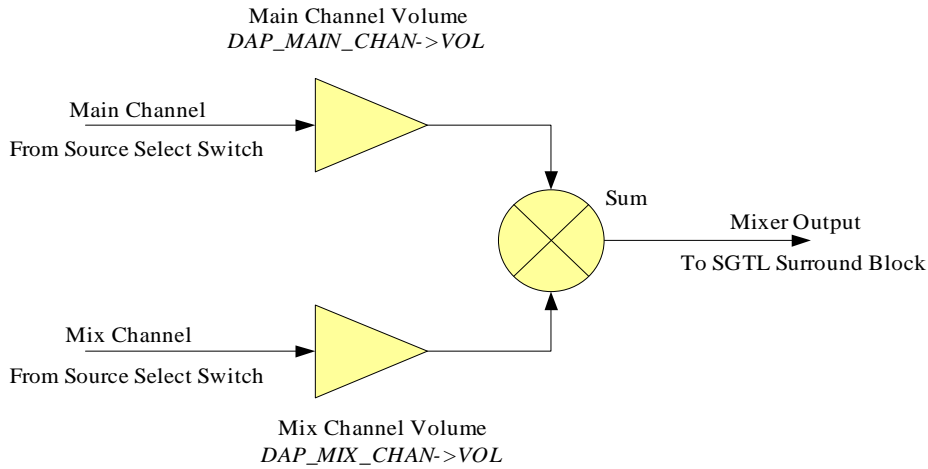 Main Channel Volume
DAP_MAIN_CHAN->VOL
Main Channel
From Source Select Switch
Sum
Mixer Output
To SGTL Surround Block
Mix Channel
From Source Select Switch
Mix Channel Volume
DAP_MIX_CHAN->VOL